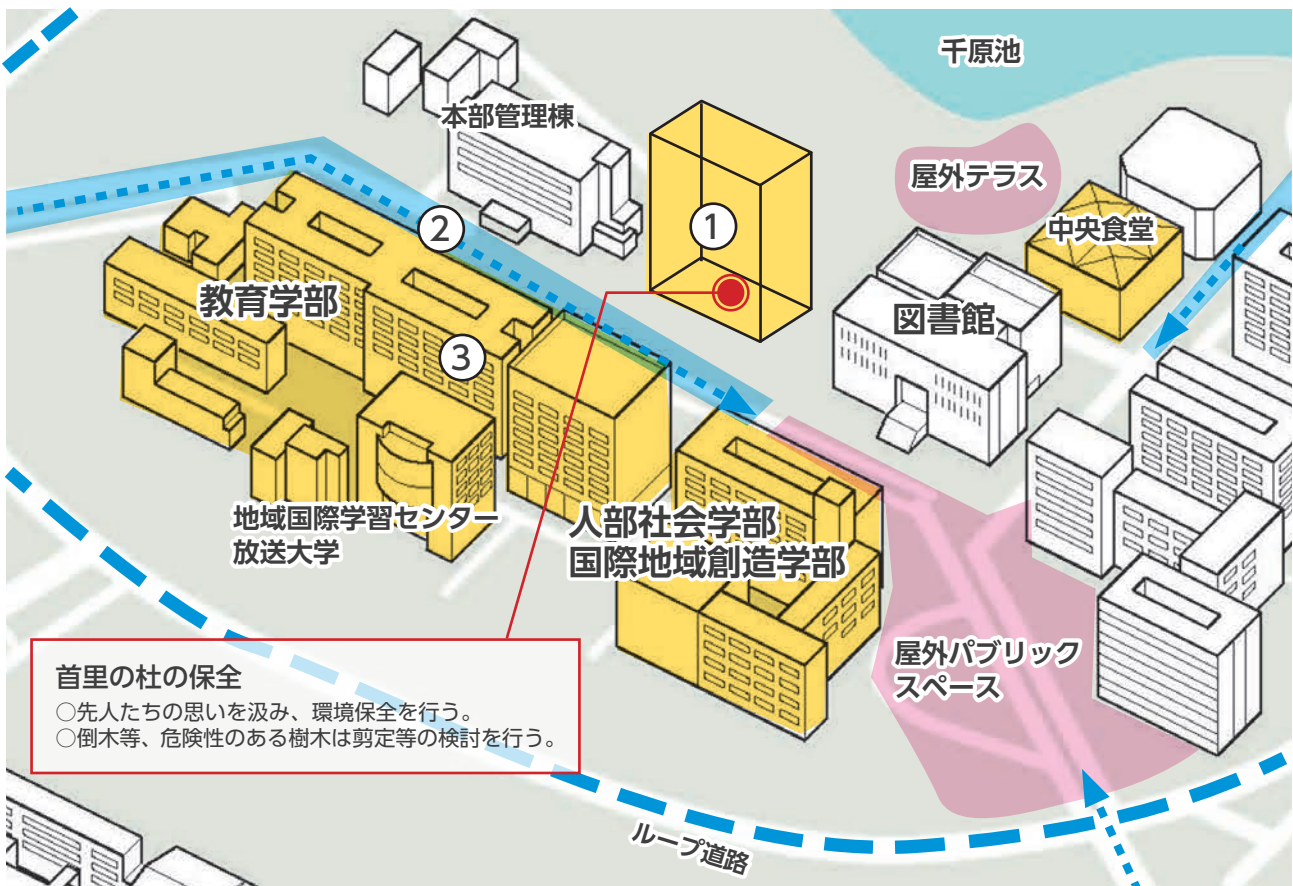 千原池
本部管理棟
屋外テラス
①
中央食堂
②
教育学部
図書館
③
地域国際学習センター
放送大学
人部社会学部
国際地域創造学部
屋外パブリック
スペース
首里の杜の保全
○先人たちの思いを汲み、環境保全を行う。
○倒木等、危険性のある樹木は剪定等の検討を行う。
ループ道路